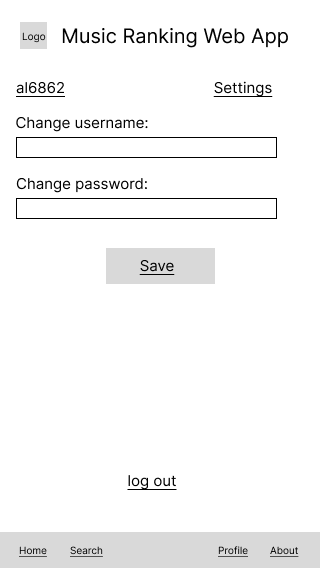 Logo Music Ranking Web App
al6862 Settings
Change username:
Change password:
Save
log out
Home Search Profile About